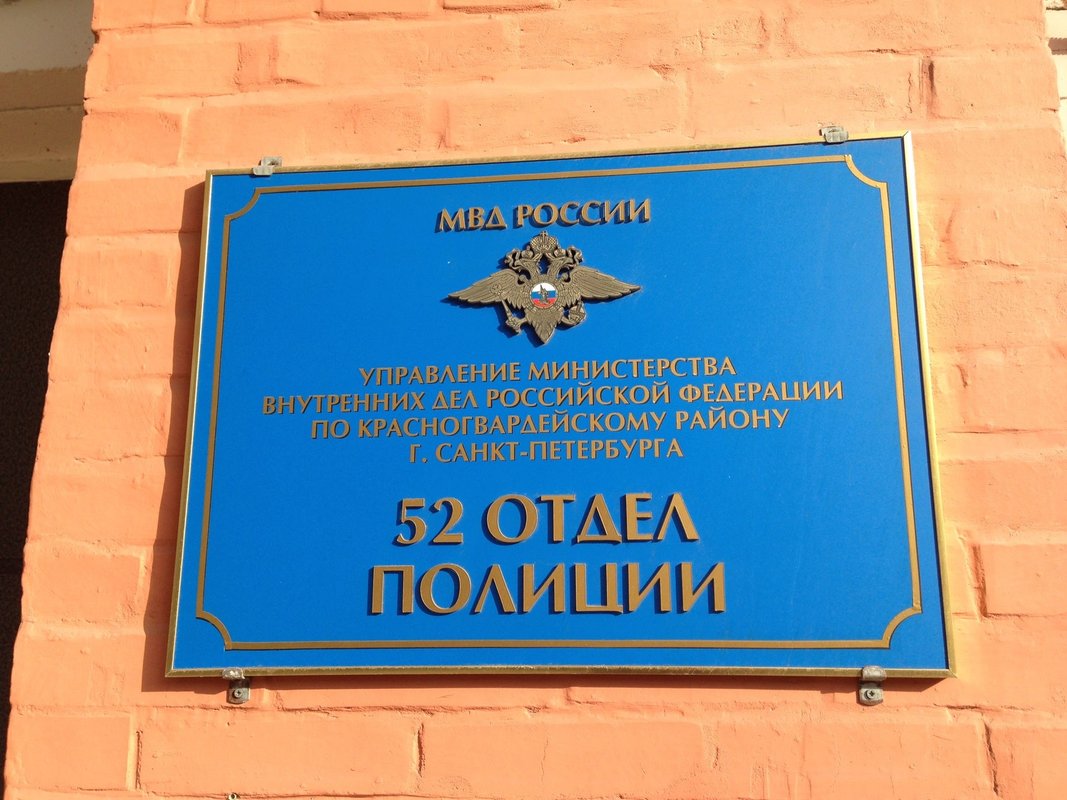 МВД РОССИИ
УПРАВЛЕНИЕ МИНИСТЕРСТВА
ВНУТРЕННИХ ДЕЛ РОССИЙСКОЙ ФЕДЕРАЦИИ
ПО КРАСНОГВАРДЕЙСКОМУ РАЙОНУ
Г. САНКТ-ПЕТЕРБУРГА
52 ОТДЕЛ
ПОЛИЦИИ